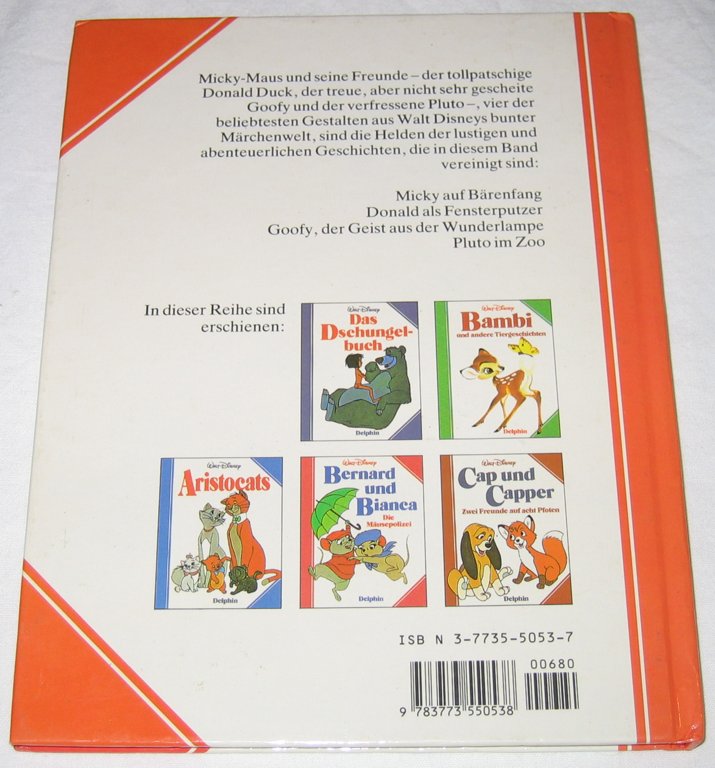 Micky-Maus und seine Freunde – der tollpatschige
Donald Duck, der treue, aber nicht sehr gescheite
Goofy und der verfressene Pluto –, vier der
beliebtesten Gestalten aus Walt Disneys bunter
Märchenwelt, sind die Helden der lustigen und
abenteuerlichen Geschichten, die in diesem Band
vereinigt sind:
Micky auf Bärenfang
Donald als Fensterputzer
Goofy, der Geist aus der Wunderlampe
Pluto im Zoo
In dieser Reihe sind
erschienen:
Walt Disney
Das
Dschungel-
buch
Delphin
Walt Disney
Bambi
und andere Tiergeschichten
Delphin
Walt Disney
Aristocats
Delphin
Walt Disney
Bernard
und
Bianca
Die
Mäusepolizei
Delphin
Walt Disney
Cap und
Capper
Zwei Freunde auf acht Pfoten
Delphin
ISBN 3-7735-5053-7
00680
9 783773 550538